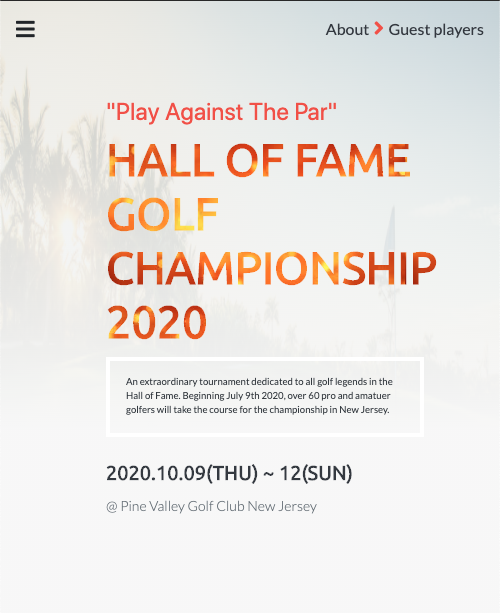 About > Guest players
"Play Against The Par"
HALL OF FAME
GOLF
CHAMPIONSHIP
2020
An extraordinary tournament dedicated to all golf legends in the
Hall of Fame. Beginning July 9th 2020, over 60 pro and amatuer
golfers will take the course for the championship in New Jersey.
2020.10.09(THU) ~ 12(SUN)
@ Pine Valley Golf Club New Jersey